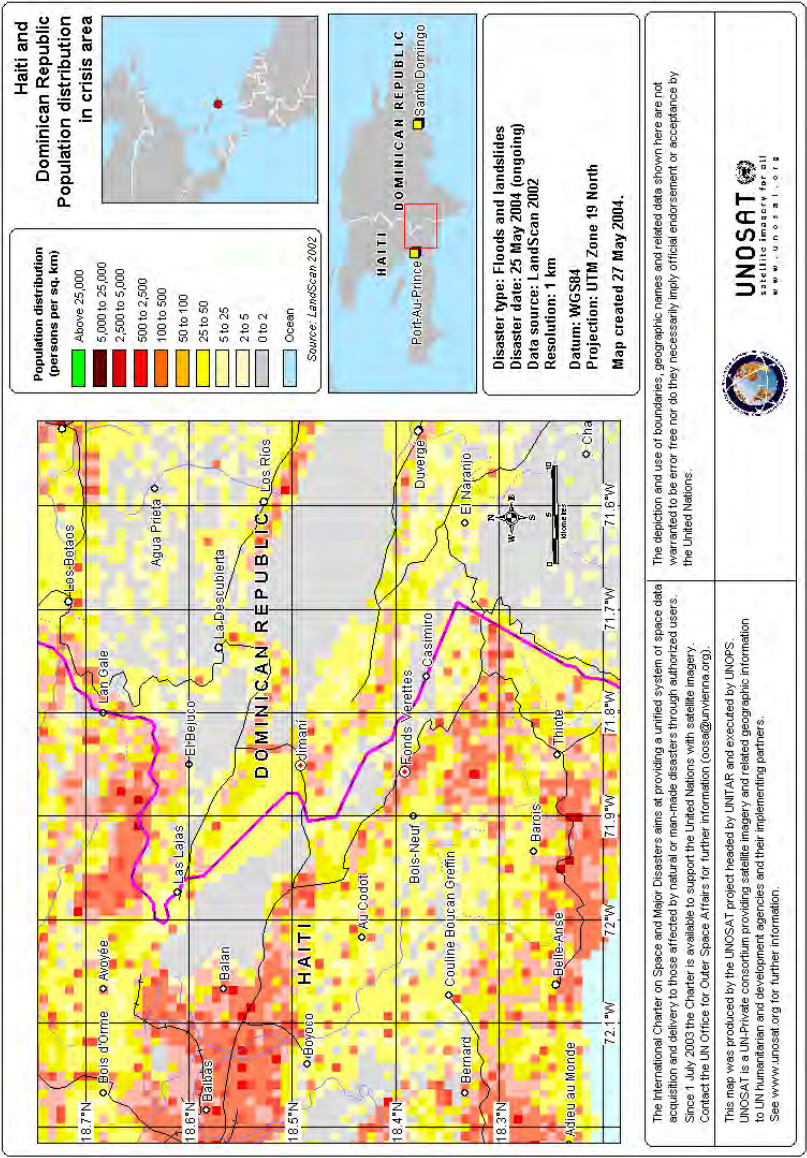 Haiti and
Dominican Republic
Population distribution
in crisis area
Population distribution
(persons per sq. km)
Above 25,000
5,000 to 25,000
2,500 to 5,000
500 to 2,500
100 to 500
50 to 100
25 to 50
5 to 25
2 to 5
0 to 2
Ocean
Source: LandScan 2002
HAITI
DOMINICAN REPUBLIC
Port-Au-Prince
Santo Domingo
Disaster type: Floods and landslides
Disaster date: 25 May 2004 (ongoing)
Data source: LandScan 2002
Resolution: 1 km
Datum: WGS84
Projection: UTM Zone 19 North
Map created 27 May 2004.
Los Botaos
Lan Gale
Agua Prieta
Avoyée
Bois d'Orme
18.7°N
Las Lajas
El Bejuco
La Descubierta
Los Ríos
Balan
Balbas
18.6°N
DOMINICAN REPUBLIC
Jimaní
HAITI
Boyoco
18.5°N
Au Codoti
Bois-Neuf
Fonds Verettes
Casimiro
Duvergé
El Naranjo
18.4°N
Couline Boucan Greffin
Bernard
Barois
Thiote
Belle-Anse
18.3°N
Adieu au Monde
Cha
72.1°W
72°W
71.9°W
71.8°W
71.7°W
71.6°W
N
W
E
S
0
5
10
kilometres
The International Charter on Space and Major Disasters aims at providing a unified system of space data
acquisition and delivery to those affected by natural or man-made disasters through authorized users.
Since 1 July 2003 the Charter is available to support the United Nations with satellite imagery.
Contact the UN Office for Outer Space Affairs for further information (oosa@unvienna.org).
The depiction and use of boundaries, geographic names and related data shown here are not
warranted to be error free nor do they necessarily imply official endorsement or acceptance by
the United Nations.
This map was produced by the UNOSAT project headed by UNITAR and executed by UNOPS.
UNOSAT is a UN-Private consortium providing satellite imagery and related geographic information
to UN humanitarian and development agencies and their implementing partners.
See www.unosat.org for further information.
UNOSAT
satellite imagery for all
www.unosat.org